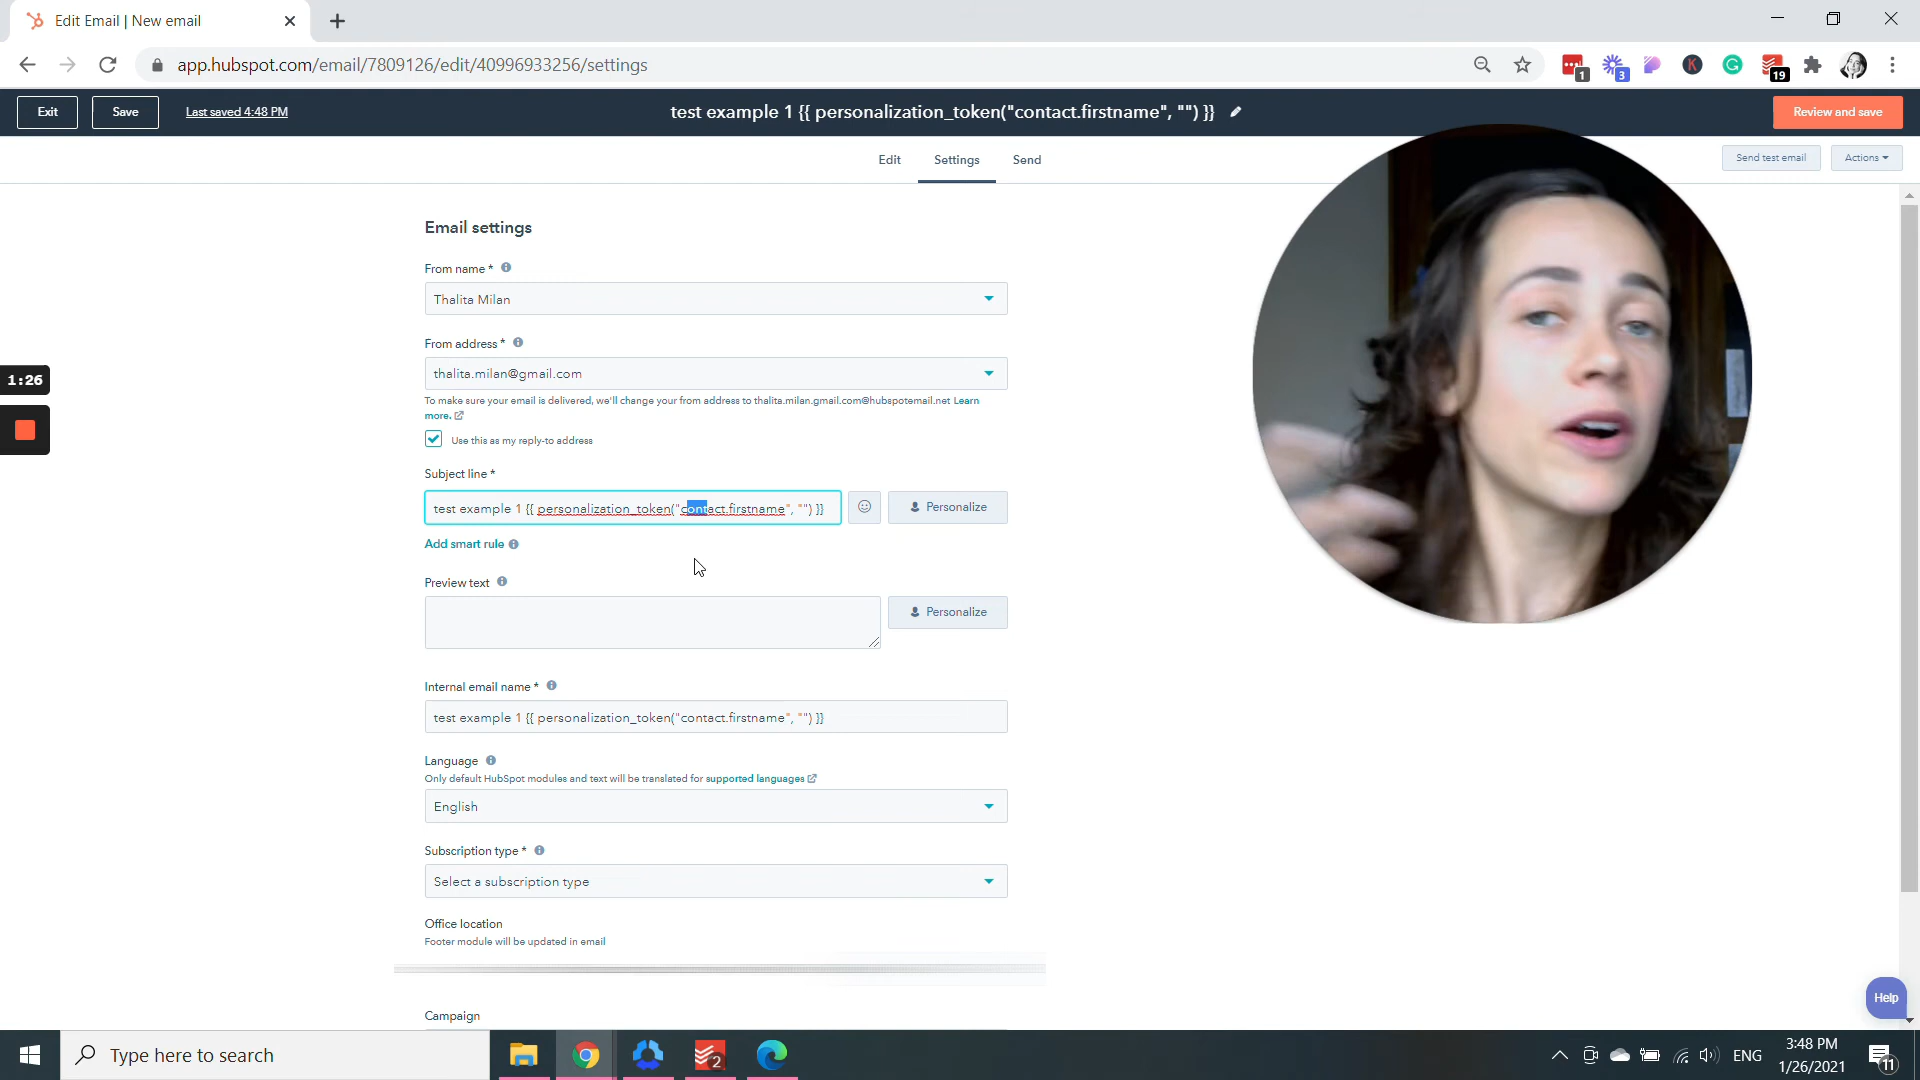 Edit Email | New email
app.hubspot.com/email/7809126/edit/40996933256/settings
1
3
K
19
Exit
Save
Last saved 4:48 PM
test example 1 {{ personalization_token("contact.firstname", "") }}
Review and save
Edit
Settings
Send
Send test email
Actions
Email settings
From name *
Thalita Milan
From address *
thalita.milan@gmail.com
To make sure your email is delivered, we'll change your from address to thalita.milan.gmail.com@hubspotemail.net Learn
more.
Use this as my reply-to address
1:26
Subject line *
test example 1 {{ personalization_token("contact.firstname", "") }}
Personalize
Add smart rule
Preview text
Personalize
Internal email name *
test example 1 {{ personalization_token("contact.firstname", "") }}
Language
Only default HubSpot modules and text will be translated for supported languages
English
Subscription type *
Select a subscription type
Office location
Footer module will be updated in email
Campaign
Help
Type here to search
2
ENG
3:48 PM
1/26/2021
11